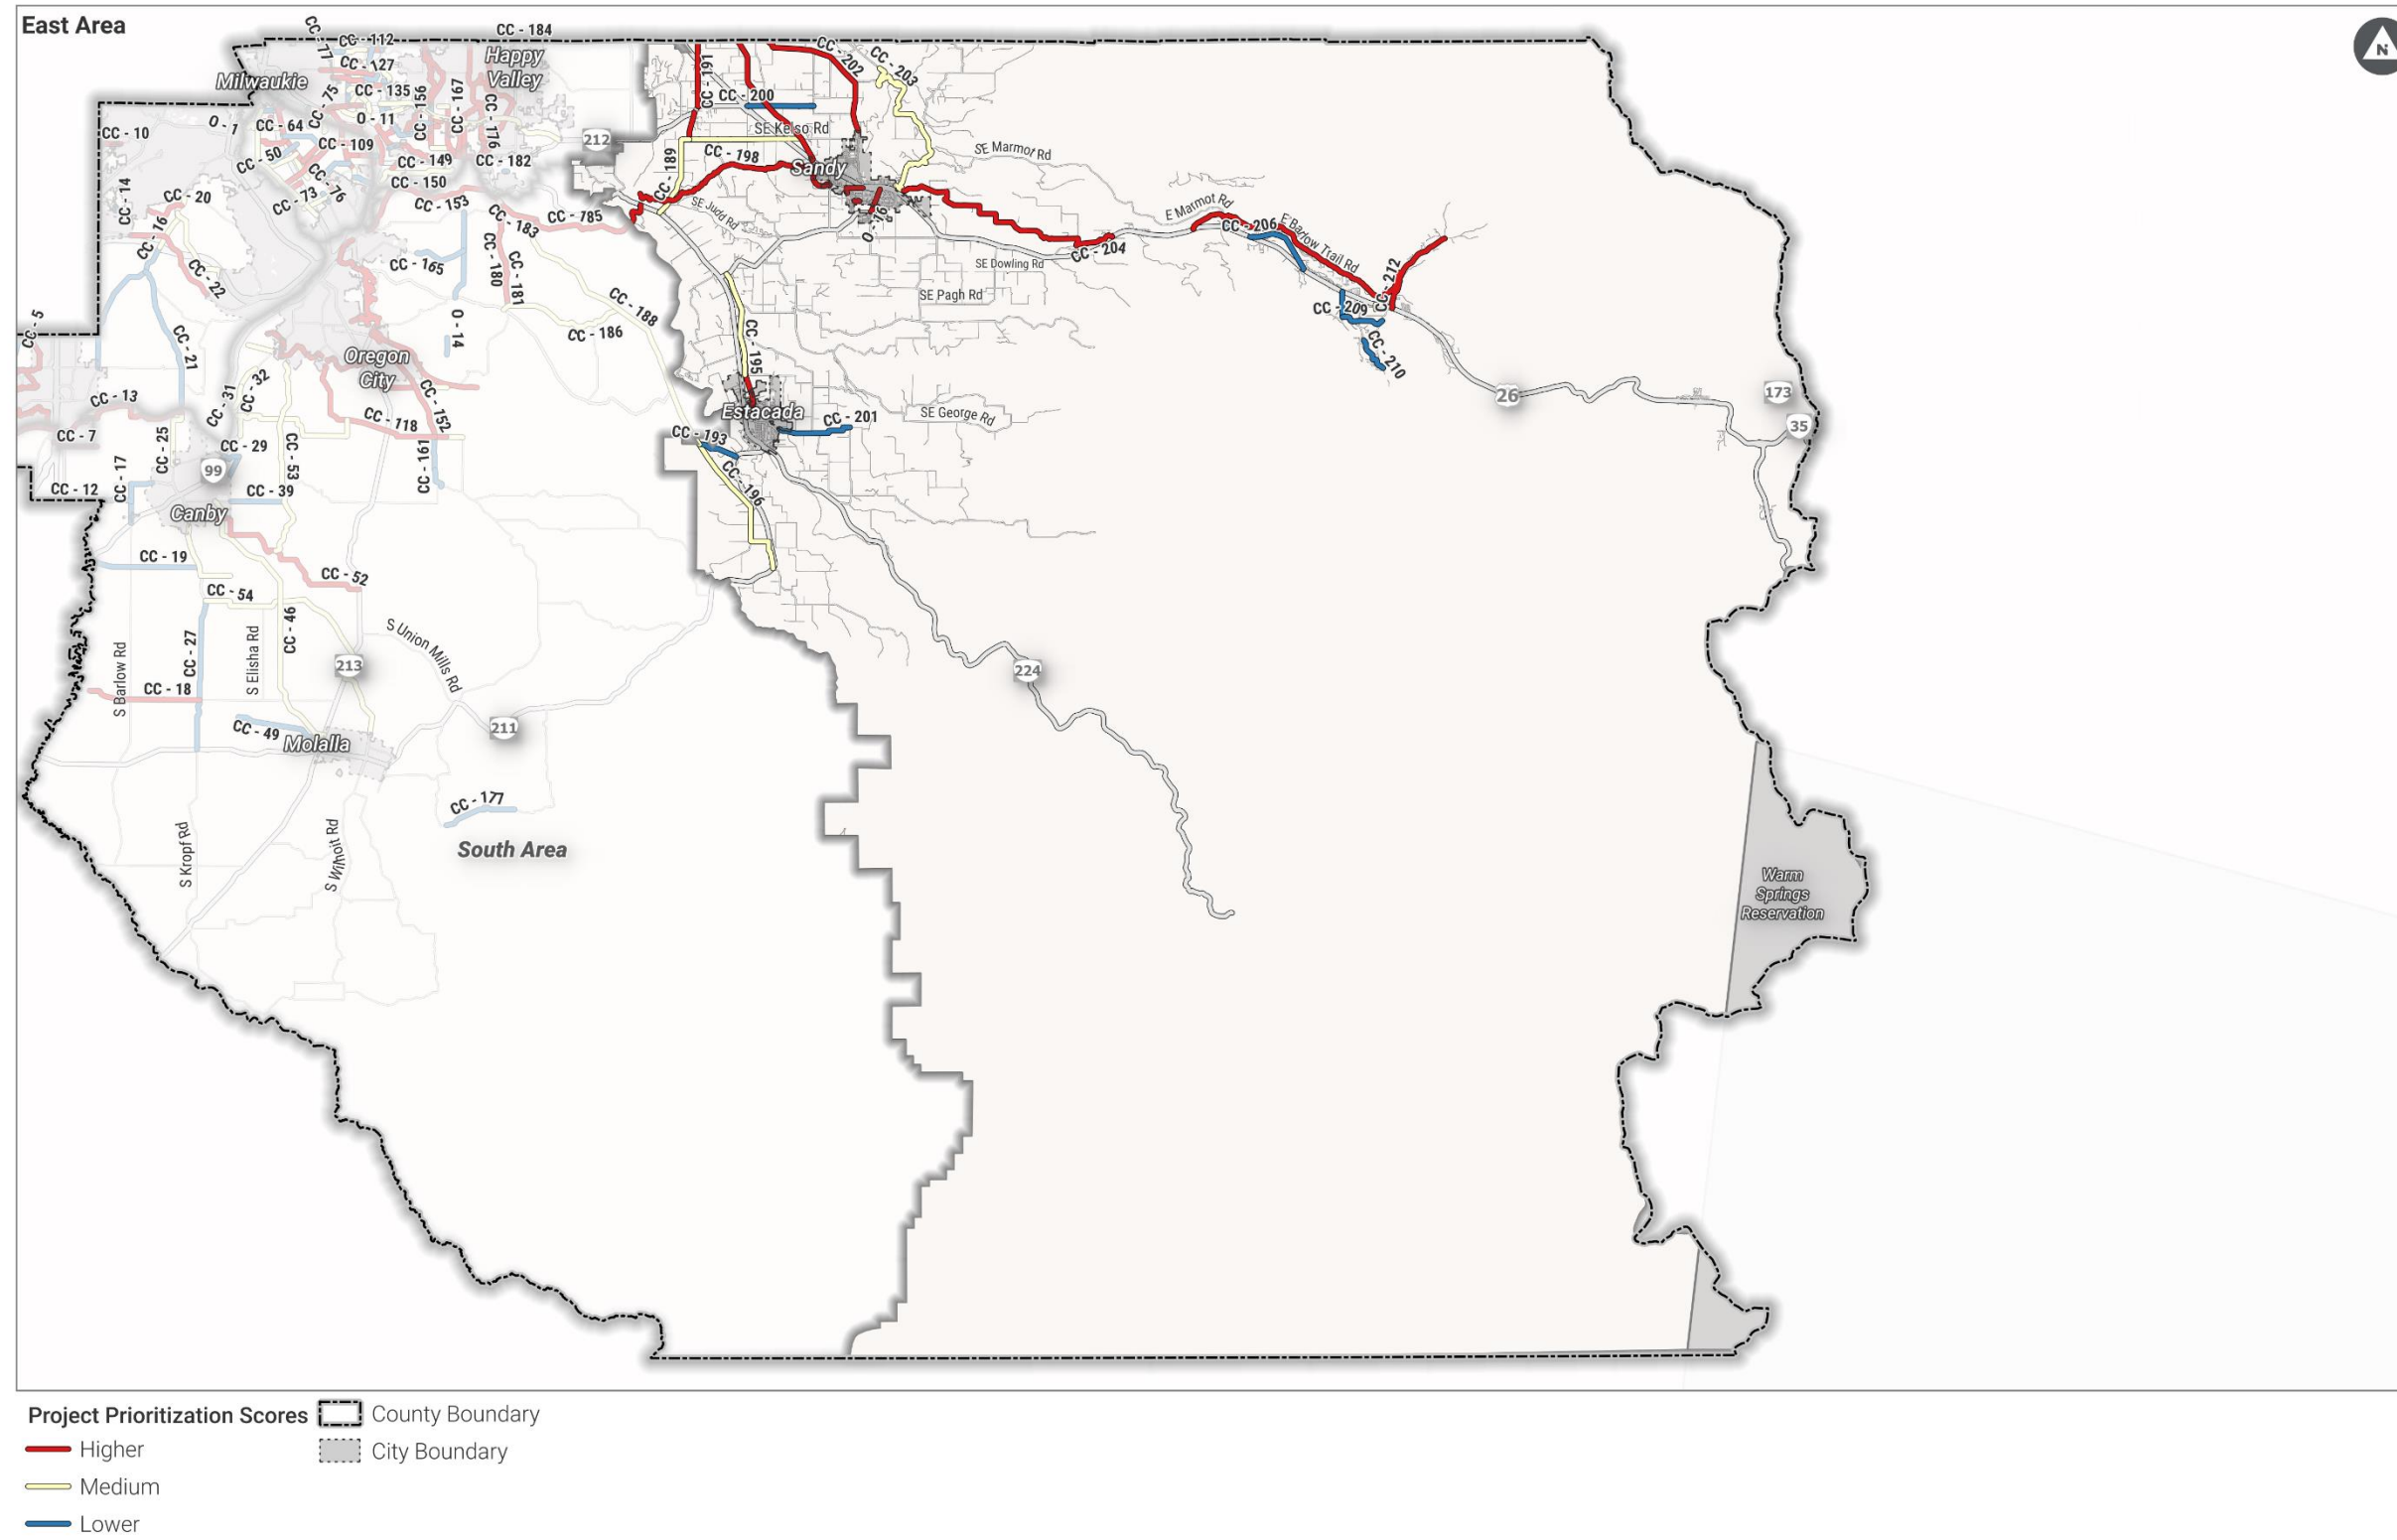 East Area
N
CC - 184
CC - 77
CC - 112
CC - 127
Happy
Valley
Milwaukie
CC - 75
CC - 135
CC - 156
CC - 167
CC - 176
CC - 10
O - 1
CC - 64
O - 11
CC - 109
CC - 50
CC - 149
CC - 182
CC - 150
CC - 76
CC - 73
CC - 14
CC - 20
CC - 153
CC - 183
CC - 785
CC - 16
CC - 22
CC - 165
CC - 180
CC - 181
CC - 188
CC - 186
CC - 5
CC - 21
O - 14
Oregon
City
CC - 32
CC - 31
CC - 13
CC - 152
CC - 118
CC - 7
CC - 25
CC - 29
CC - 53
CC - 161
CC - 17
99
CC - 12
CC - 39
Canby
CC - 19
CC - 52
CC - 54
CC - 46
CC - 27
S Elisha Rd
S Barlow Rd
S Union Mills Rd
213
CC - 18
CC - 49
Molalla
211
CC - 177
S Kropf Rd
S Wilhoit Rd
South Area
212
CC - 191
CC - 202
CC - 203
CC - 200
SE Kelso Rd
CC - 189
CC - 198
Sandy
SE Marmot Rd
SE Judd Rd
O - 16
E Marmot Rd
CC - 206
E Barlow Trail Rd
CC - 204
SE Dowling Rd
CC - 212
SE Pagh Rd
CC - 209
CC - 210
CC - 195
Estacada
CC - 201
SE George Rd
CC - 193
CC - 196
26
173
35
224
Warm
Springs
Reservation
Project Prioritization Scores
Higher
Medium
Lower
County Boundary
City Boundary